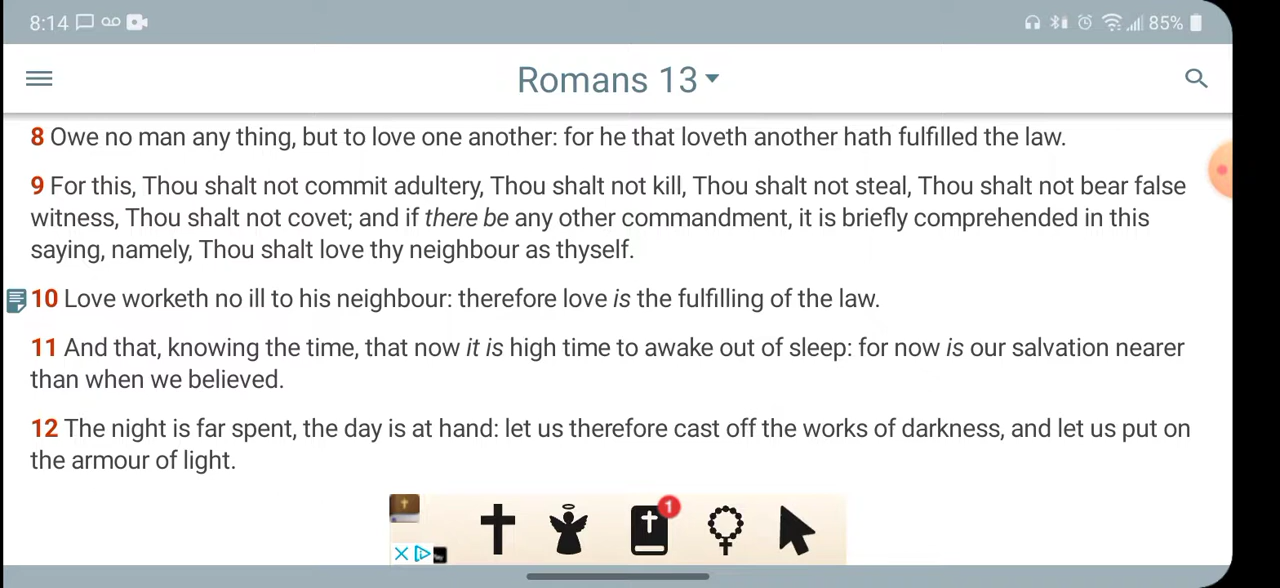 8:14 85%
Romans 13
8 Owe no man any thing, but to love one another: for he that loveth another hath fulfilled the law.
9 For this, Thou shalt not commit adultery, Thou shalt not kill, Thou shalt not steal, Thou shalt not bear false
witness, Thou shalt not covet; and if there be any other commandment, it is briefly comprehended in this
saying, namely, Thou shalt love thy neighbour as thyself.
10 Love worketh no ill to his neighbour: therefore love is the fulfilling of the law.
11 And that, knowing the time, that now it is high time to awake out of sleep: for now is our salvation nearer
than when we believed.
12 The night is far spent, the day is at hand: let us therefore cast off the works of darkness, and let us put on
the armour of light.
1